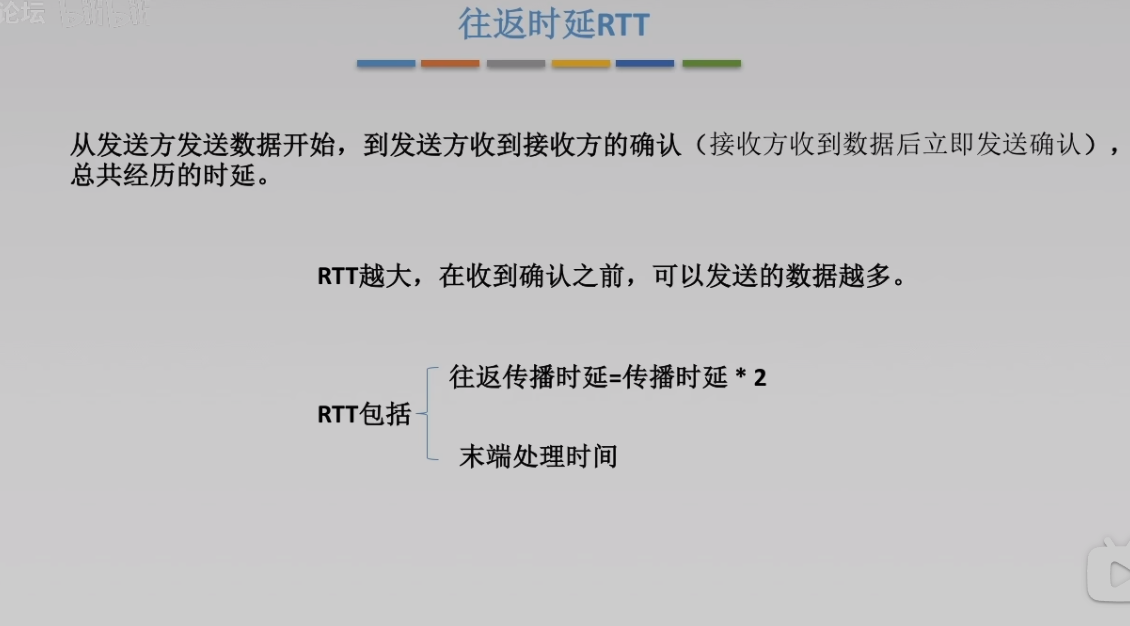 论坛
往返时延RTT
从发送方发送数据开始，到发送方收到接收方的确认（接收方收到数据后立即发送确认），
总共经历的时延。
RTT越大，在收到确认之前，可以发送的数据越多。
往返传播时延=传播时延 * 2
RTT包括
末端处理时间